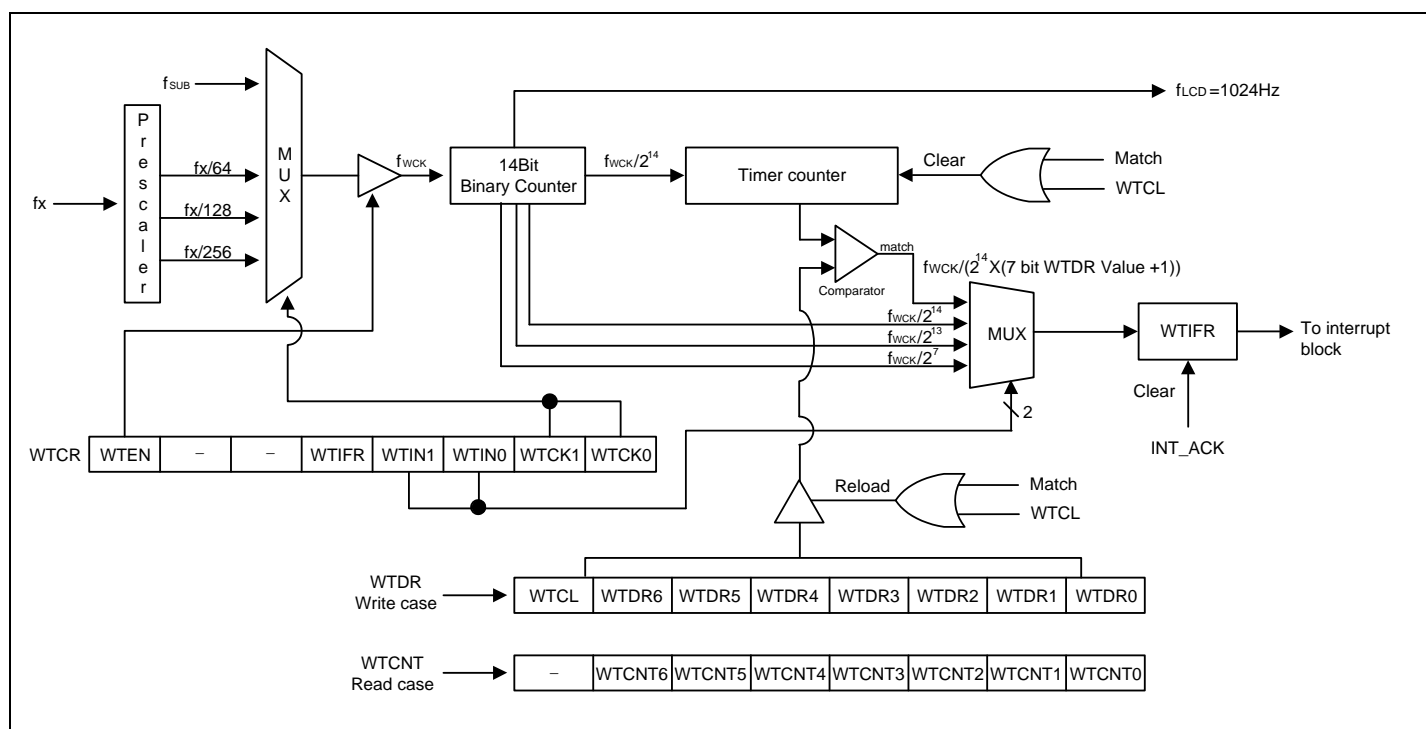 fSUB
Prescaler
fx
fx/64
fx/128
fx/256
MUX
fWCK
14Bit
Binary Counter
fLCD=1024Hz
fWCK/2^14
Timer counter
Clear
Match
WTCL
match
Comparator
fWCK/(2^14 X(7 bit WTDR Value +1))
fWCK/2^14
fWCK/2^13
fWCK/2^7
MUX
2
WTIFR
To interrupt
block
Clear
INT_ACK
WTCR WTEN – – WTIFR WTIN1 WTIN0 WTCK1 WTCK0
Reload
Match
WTCL
WTDR
Write case
WTCL WTDR6 WTDR5 WTDR4 WTDR3 WTDR2 WTDR1 WTDR0
WTCNT
Read case
– WTCNT6 WTCNT5 WTCNT4 WTCNT3 WTCNT2 WTCNT1 WTCNT0